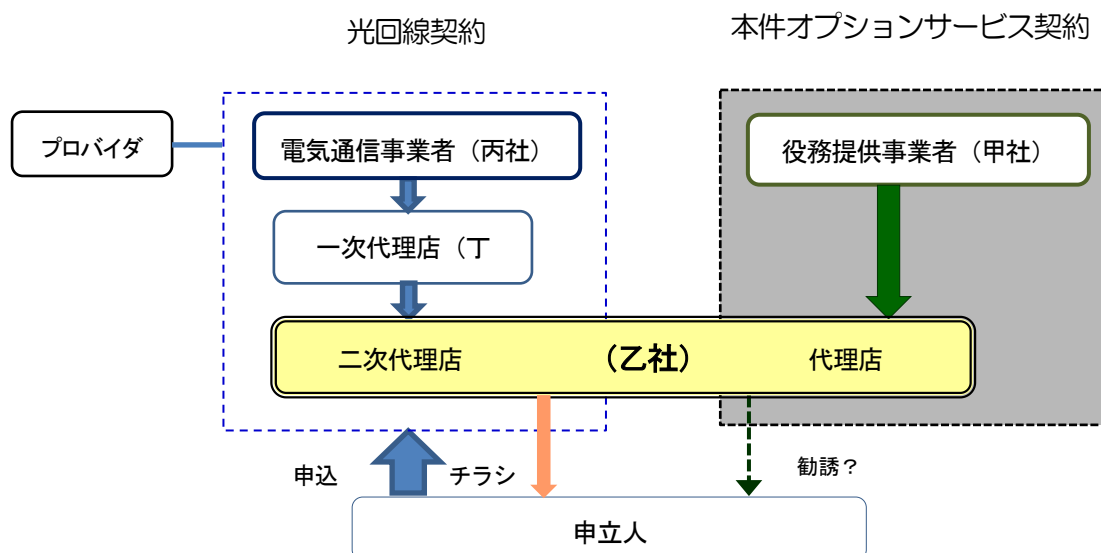 光回線契約
本件オプションサービス契約
プロバイダ
電気通信事業者（丙社）
役務提供事業者（甲社）
一次代理店（丁
二次代理店
（乙社）
代理店
申込
チラシ
勧誘？
申立人